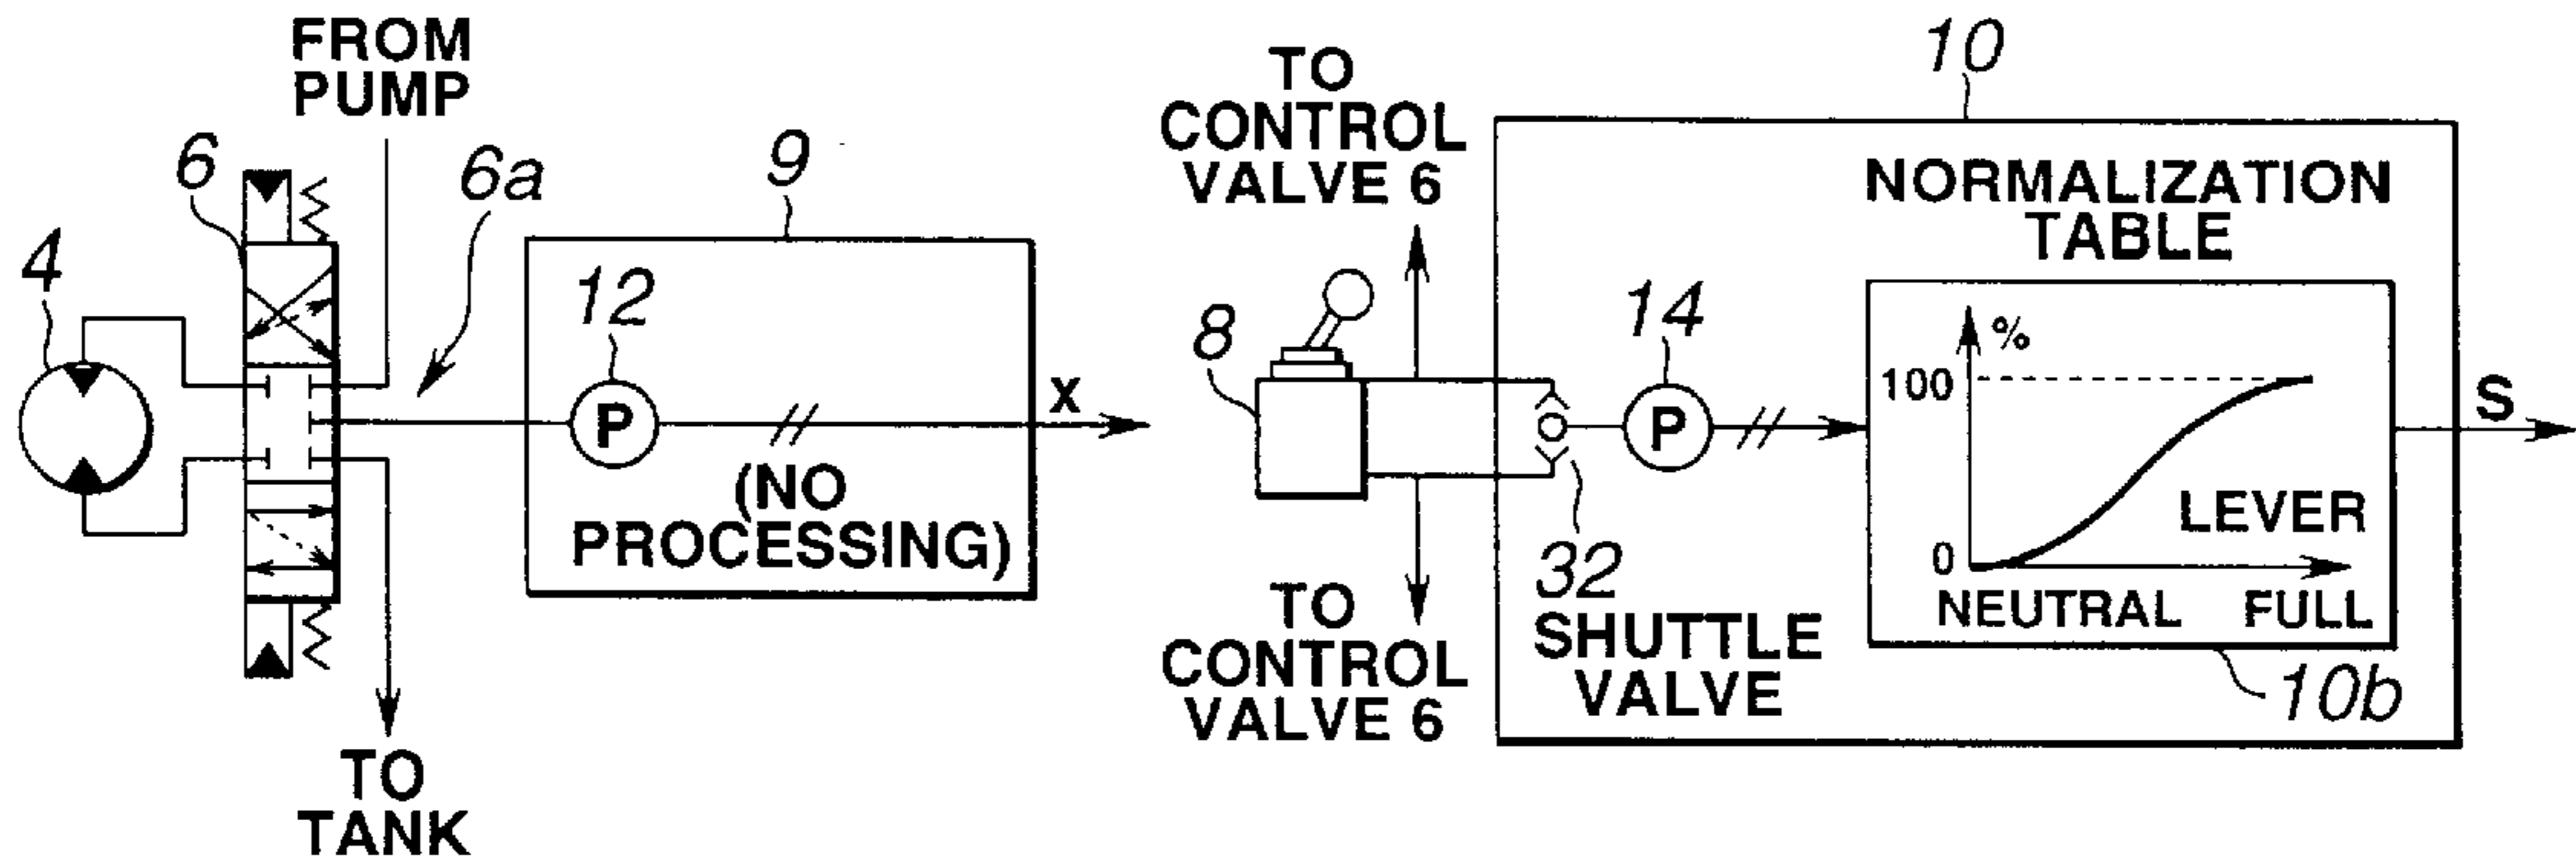 FROM
PUMP
6
6a
4
9
12
P
(NO
PROCESSING)
X
TO
TANK
TO
CONTROL
VALVE 6
8
TO
CONTROL
VALVE 6
10
14
P
32
SHUTTLE
VALVE
NORMALIZATION
TABLE
%
100
0
LEVER
NEUTRAL FULL
10b
S